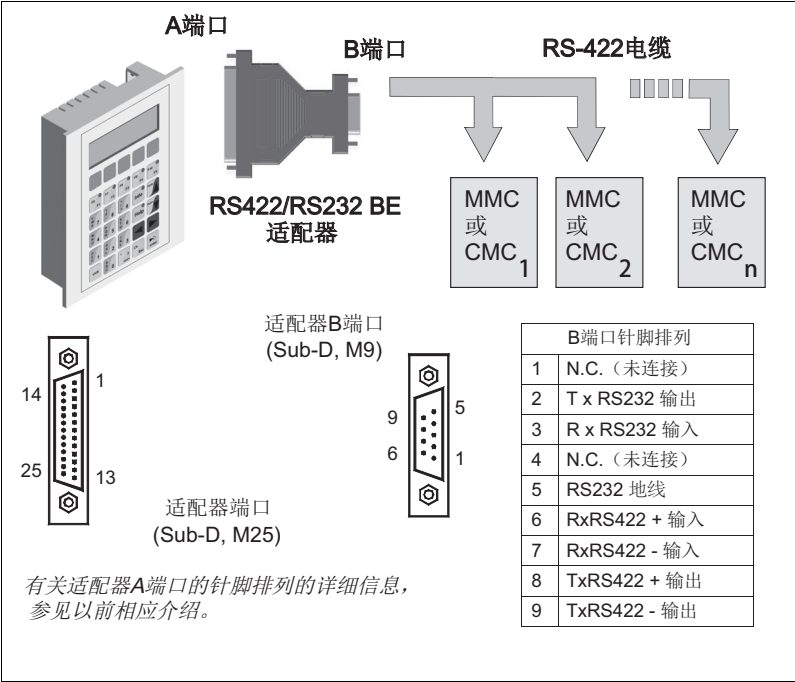 A端口
B端口
RS-422电缆
RS422/RS232 BE
适配器
MMC
或
CMC1
MMC
或
CMC2
MMC
或
CMCn
适配器B端口
(Sub-D, M9)
14
1
25
13
适配器端口
(Sub-D, M25)
9
5
6
1
B端口针脚排列
1 N.C.（未连接）
2 T x RS232 输出
3 R x RS232 输入
4 N.C.（未连接）
5 RS232 地线
6 RxRS422 + 输入
7 RxRS422 - 输入
8 TxRS422 + 输出
9 TxRS422 - 输出
有关适配器A端口的针脚排列的详细信息，
参见以前相应介绍。